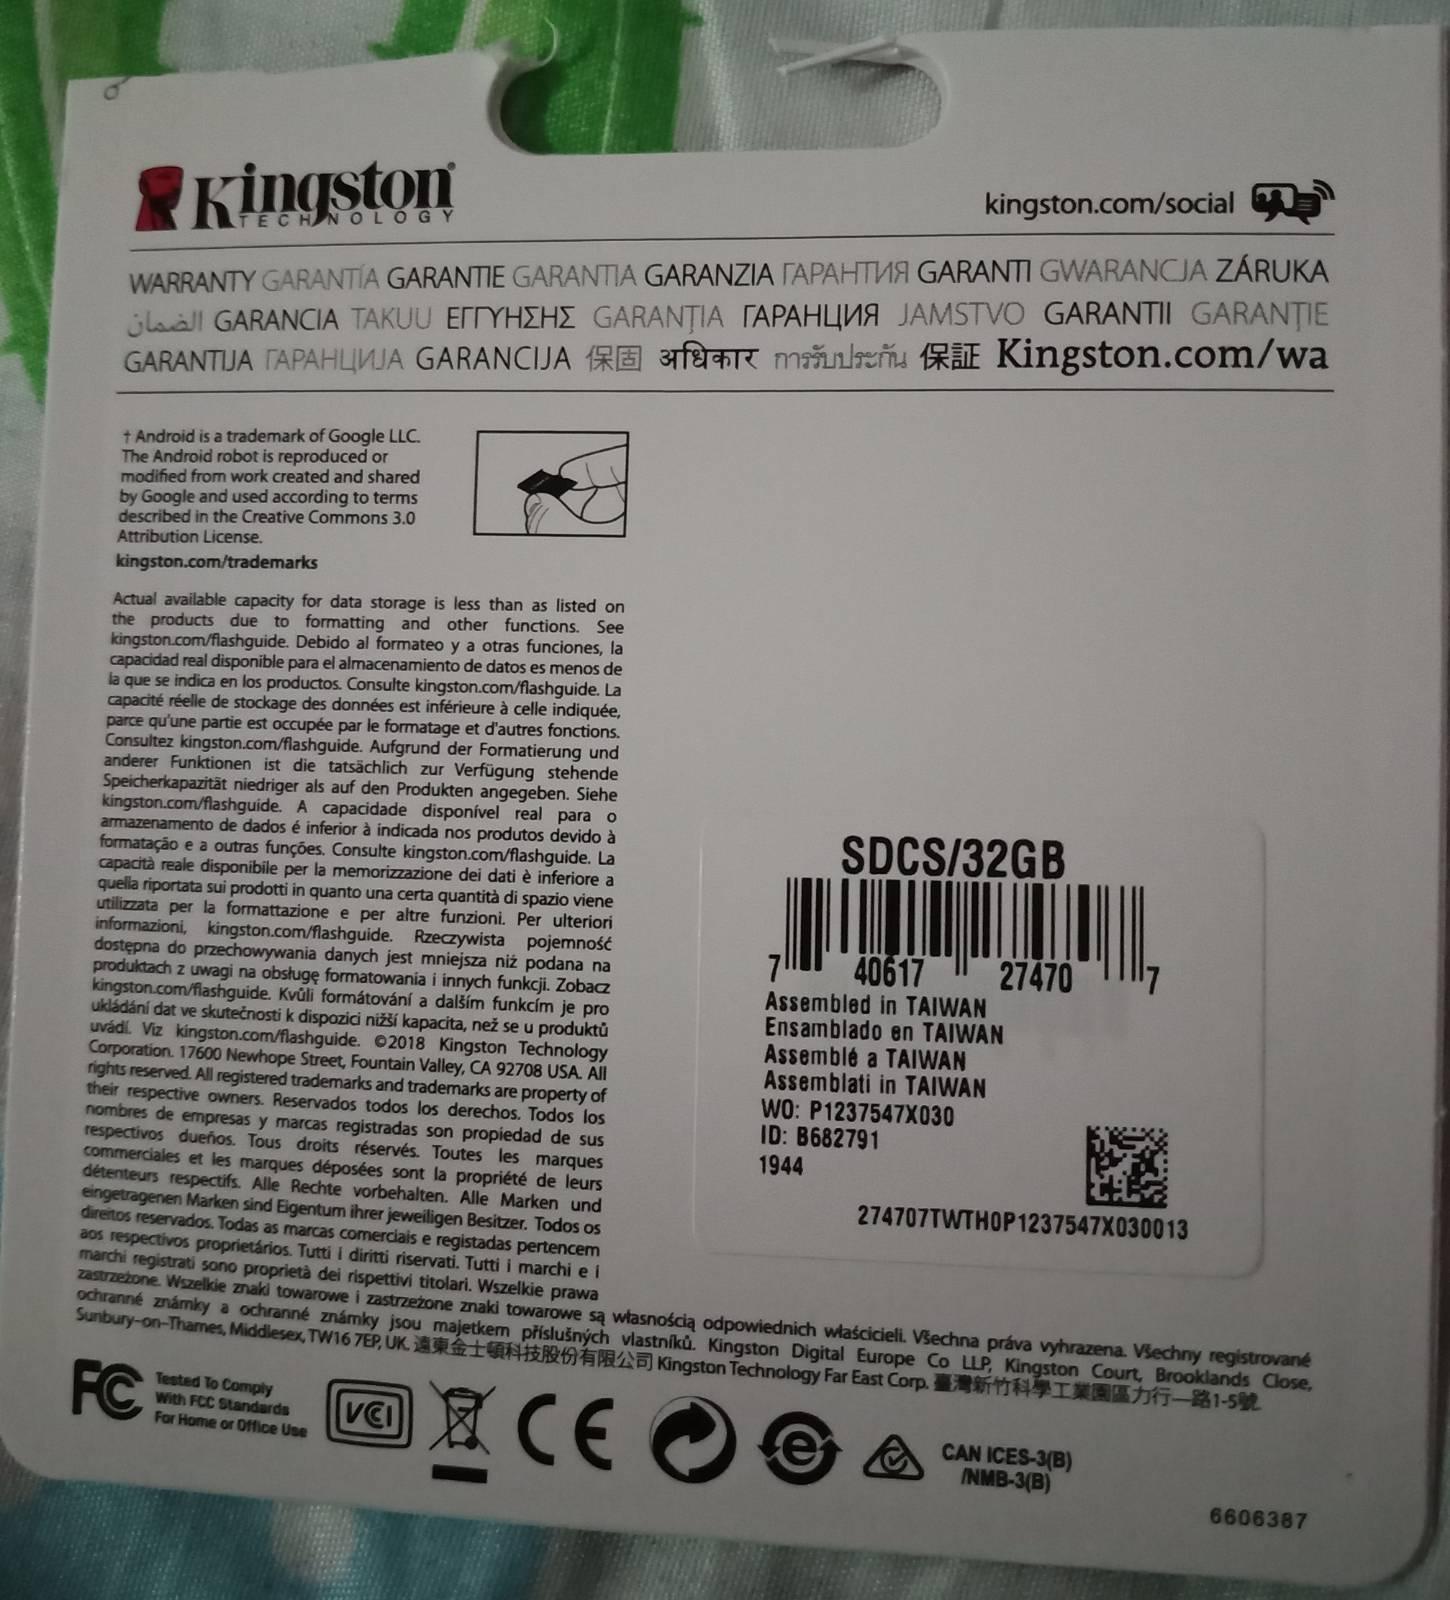 Kingston
TECHNOLOGY
kingston.com/social
WARRANTY GARANTÍA GARANTIE GARANTIA GARANZIA ГАРАНТИЯ GARANTI GWARANCJA ZÁRUKA
الضمان GARANCIA TAKUU ΕΓΓΥΗΣΗΣ GARANȚIA ГАРАНЦИЯ JAMSTVO GARANTII GARANȚIE
GARANTIJA ГАРАНЦИЈА GARANCIJA 保固 अधिकार การรับประกัน 保証 Kingston.com/wa
† Android is a trademark of Google LLC.
The Android robot is reproduced or
modified from work created and shared
by Google and used according to terms
described in the Creative Commons 3.0
Attribution License.
kingston.com/trademarks
Actual available capacity for data storage is less than as listed on
the products due to formatting and other functions. See
kingston.com/flashguide. Debido al formateo y a otras funciones, la
capacidad real disponible para el almacenamiento de datos es menos de
la que se indica en los productos. Consulte kingston.com/flashguide. La
capacité réelle de stockage des données est inférieure à celle indiquée,
parce qu'une partie est occupée par le formatage et d'autres fonctions.
Consultez kingston.com/flashguide. Aufgrund der Formatierung und
anderer Funktionen ist die tatsächlich zur Verfügung stehende
Speicherkapazität niedriger als auf den Produkten angegeben. Siehe
kingston.com/flashguide. A capacidade disponível real para o
armazenamento de dados é inferior à indicada nos produtos devido à
formatação e a outras funções. Consulte kingston.com/flashguide. La
capacità reale disponibile per la memorizzazione dei dati è inferiore a
quella riportata sui prodotti in quanto una certa quantità di spazio viene
utilizzata per la formattazione e per altre funzioni. Per ulteriori
informazioni, kingston.com/flashguide. Rzeczywista pojemność
dostępna do przechowywania danych jest mniejsza niż podana na
produktach z uwagi na obsługę formatowania i innych funkcji. Zobacz
kingston.com/flashguide. Kvůli formátování a dalším funkcím je pro
ukládání dat ve skutečnosti k dispozici nižší kapacita, než se u produktů
uvádí. Viz kingston.com/flashguide. ©2018 Kingston Technology
Corporation. 17600 Newhope Street, Fountain Valley, CA 92708 USA. All
rights reserved. All registered trademarks and trademarks are property of
their respective owners. Reservados todos los derechos. Todos los
nombres de empresas y marcas registradas son propiedad de sus
respectivos dueños. Tous droits réservés. Toutes les marques
commerciales et les marques déposées sont la propriété de leurs
détenteurs respectifs. Alle Rechte vorbehalten. Alle Marken und
eingetragenen Marken sind Eigentum ihrer jeweiligen Besitzer. Todos os
direitos reservados. Todas as marcas comerciais e registadas pertencem
aos respectivos proprietários. Tutti i diritti riservati. Tutti i marchi e i
marchi registrati sono proprietà dei rispettivi titolari. Wszelkie prawa
zastrzeżone. Wszelkie znaki towarowe i zastrzeżone znaki towarowe są własnością odpowiednich właścicieli. Všechna práva vyhrazena. Všechny registrované
ochranné známky a ochranné známky jsou majetkem příslušných vlastníků. Kingston Digital Europe Co LLP, Kingston Court, Brooklands Close,
Sunbury-on-Thames, Middlesex, TW16 7EP, UK. 遠東金士頓科技股份有限公司 Kingston Technology Far East Corp. 臺灣新竹科學工業園區力行一路1-5號
SDCS/32GB
7 40617 27470 7
Assembled in TAIWAN
Ensamblado en TAIWAN
Assemblé a TAIWAN
Assemblati in TAIWAN
WO: P1237547X030
ID: B682791
1944
274707TWTH0P1237547X030013
FC
Tested To Comply
With FCC Standards
For Home or Office Use
VCI
CE
e
CAN ICES-3(B)
/NMB-3(B)
6606387